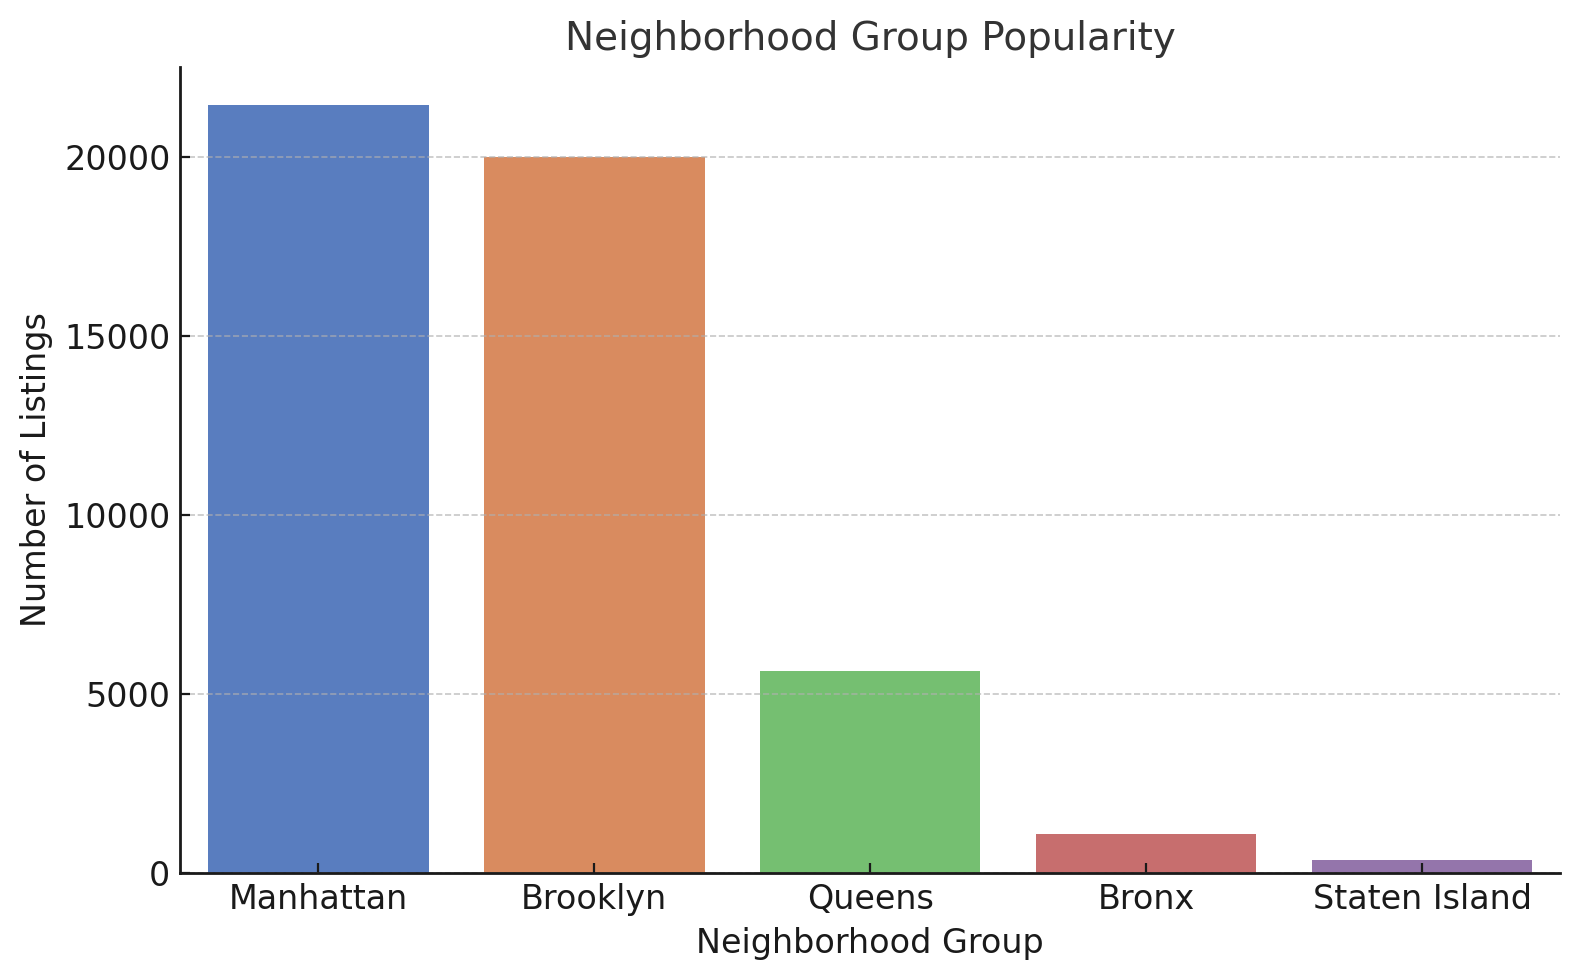 Neighborhood Group Popularity
Number of Listings
20000
15000
10000
5000
0
Manhattan Brooklyn Queens Bronx Staten Island
Neighborhood Group